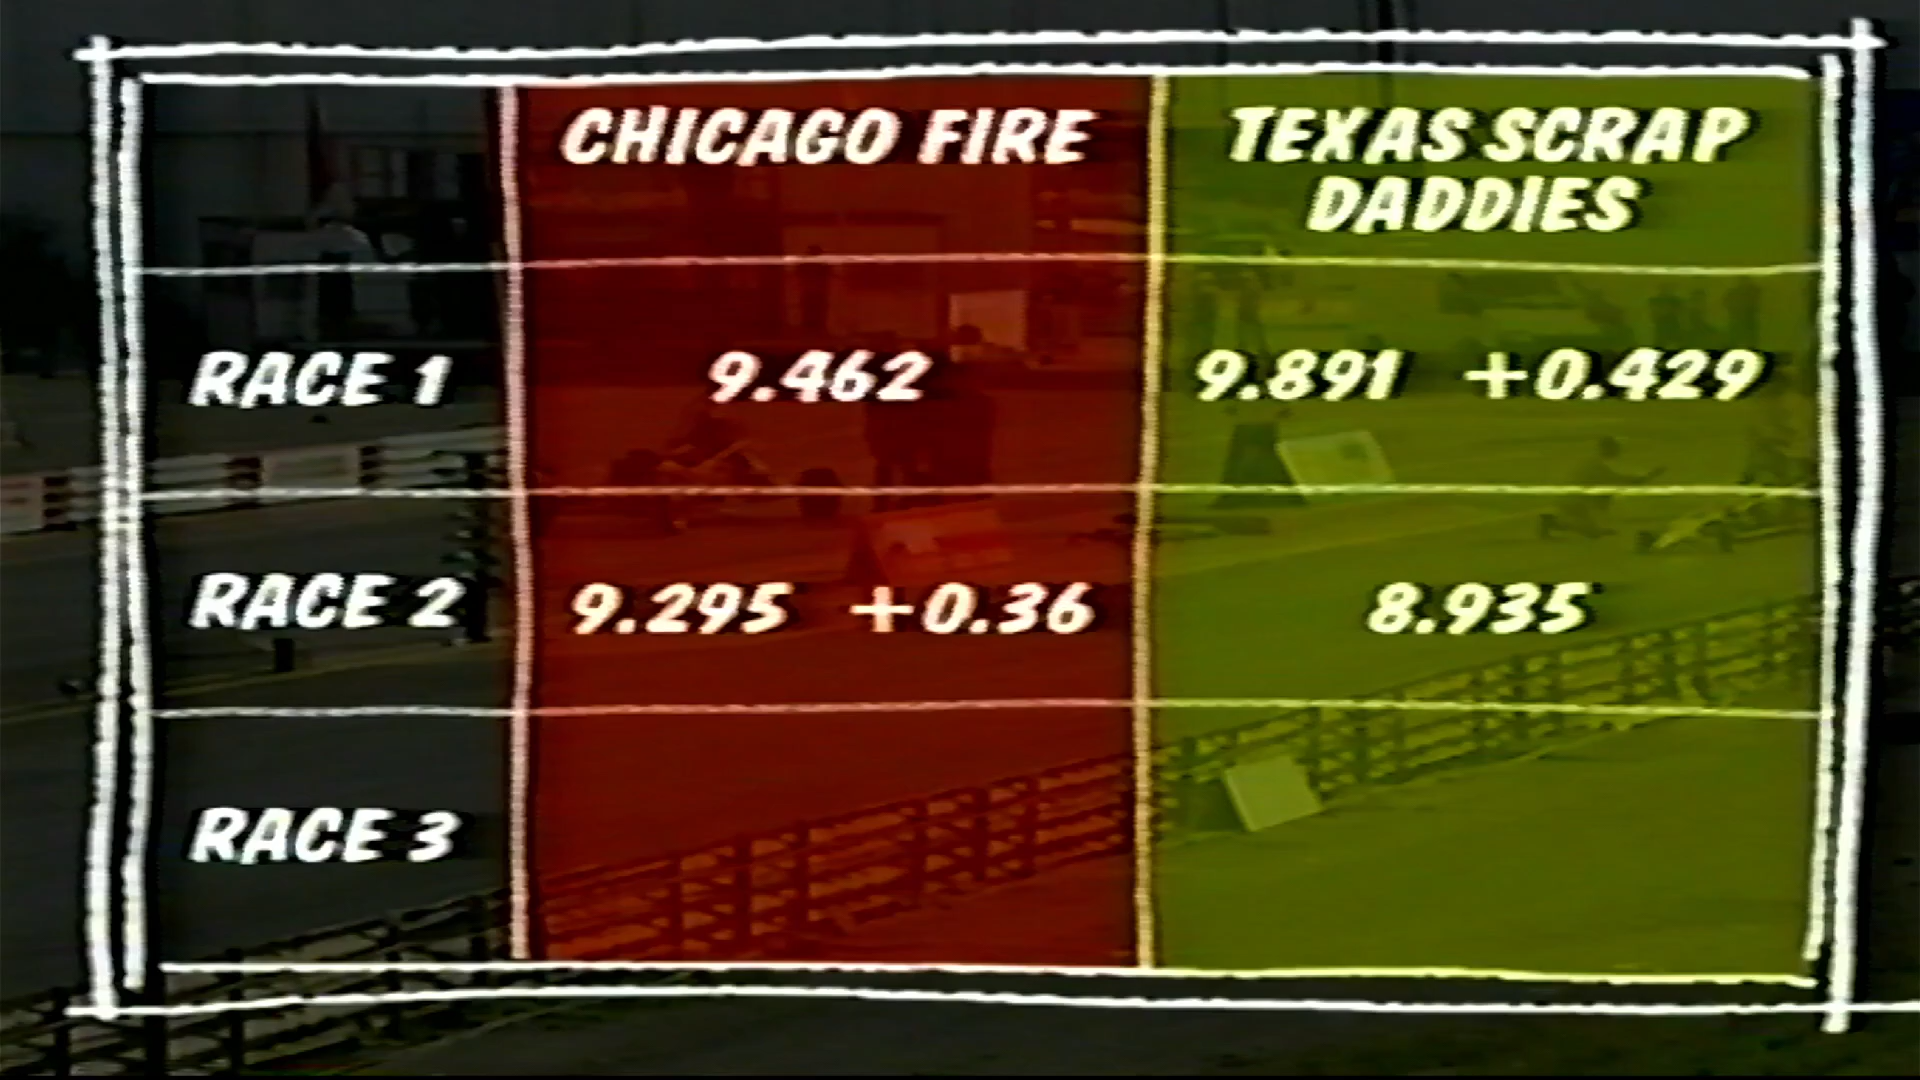 CHICAGO FIRE
TEXAS SCRAP
DADDIES
RACE 1 9.462 9.891 +0.429
RACE 2 9.295 +0.36 8.935
RACE 3